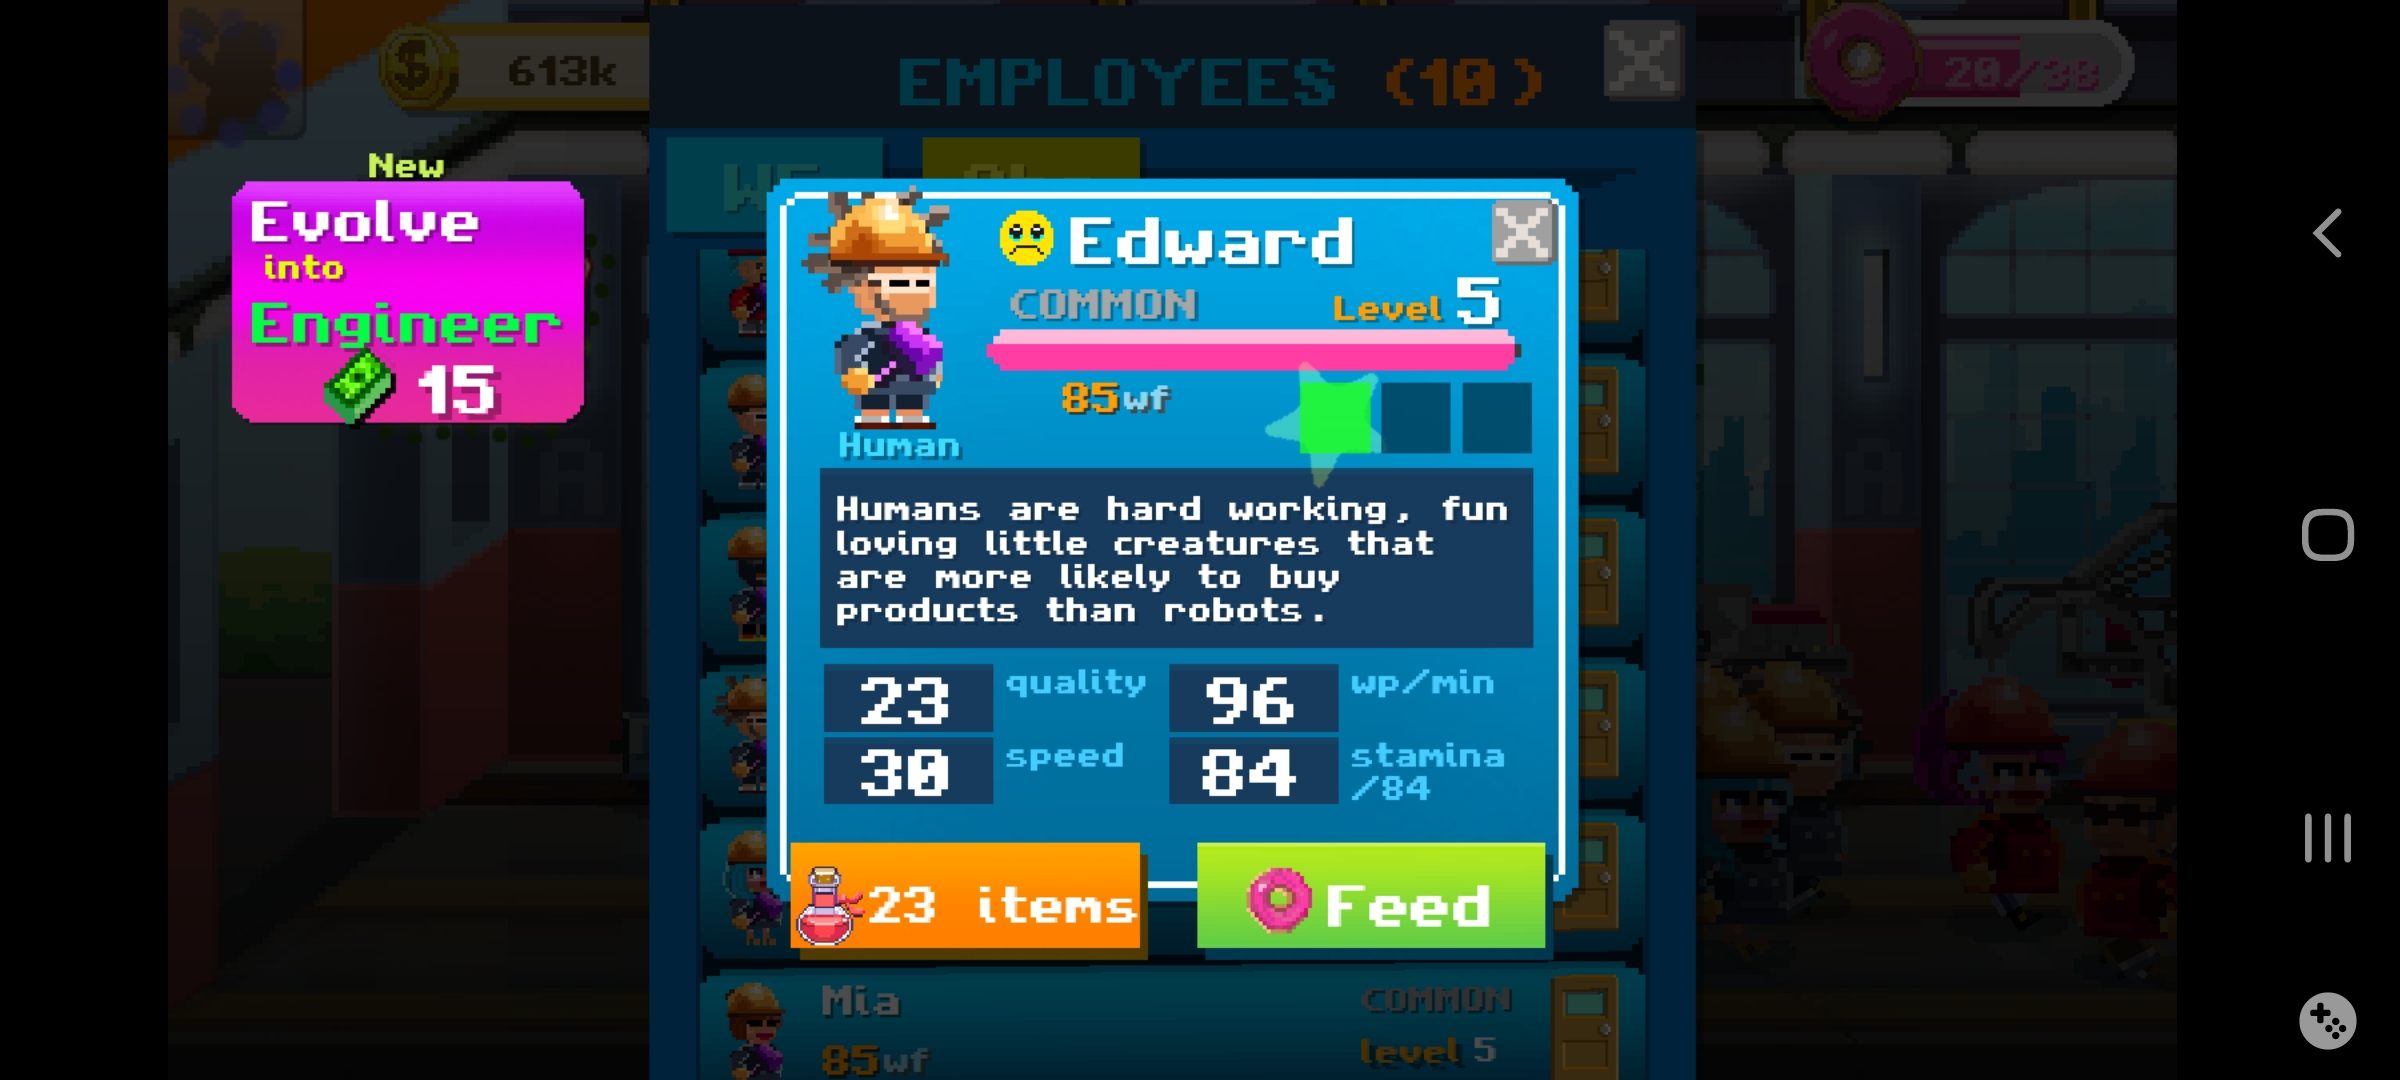 613k
EMPLOYEES (10)
20/38
New
Evolve
into
Engineer
15
Edward
COMMON
Level 5
85wf
Human
Humans are hard working, fun
loving little creatures that
are more likely to buy
products than robots.
23 quality
96 wp/min
30 speed
84 stamina
/84
23 items
Feed
Mia
COMMON
85wf
level 5